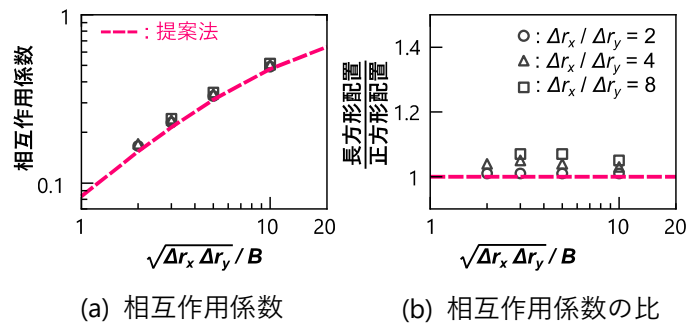 1
: 提案法
相互作用係数
0.1
1
10
20
√Δrx Δry / B
(a) 相互作用係数
: Δrx / Δry = 2
: Δrx / Δry = 4
: Δrx / Δry = 8
1.4
1.2
1
長方形配置
正方形配置
1
10
20
√Δrx Δry / B
(b) 相互作用係数の比